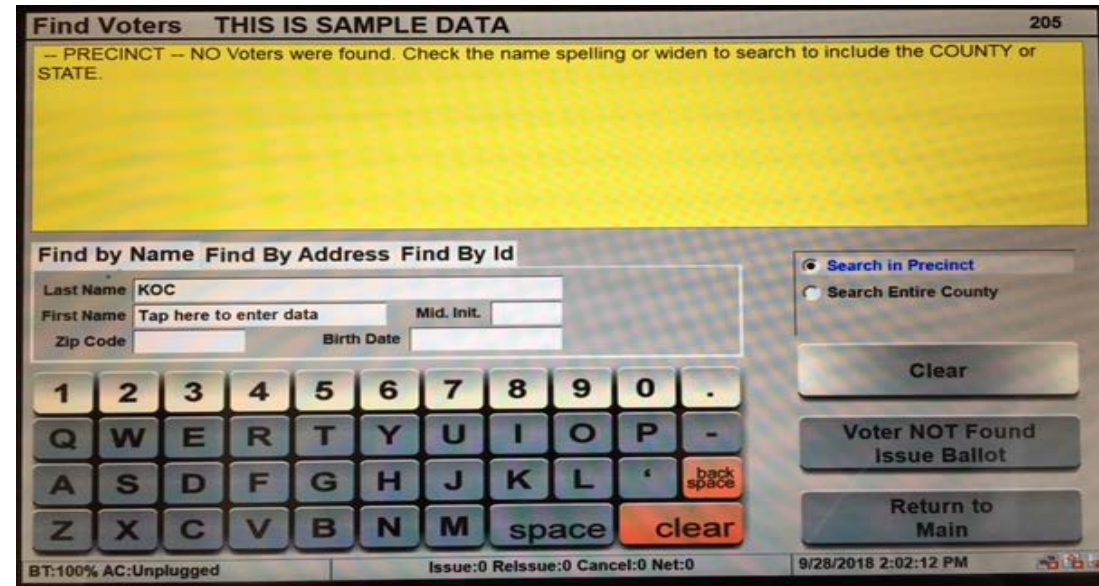 Find Voters THIS IS SAMPLE DATA 205
-- PRECINCT -- NO Voters were found. Check the name spelling or widen to search to include the COUNTY or
STATE.
Find by Name Find By Address Find By Id
Last Name KOC
First Name Tap here to enter data Mid. Init.
Zip Code Birth Date
Search in Precinct
Search Entire County
Clear
Voter NOT Found
issue Ballot
Return to
Main
1 2 3 4 5 6 7 8 9 0 .
Q W E R T Y U I O P -
A S D F G H J K L ‘ back space
Z X C V B N M space clear
BT:100% AC:Unplugged Issue:0 ReIssue:0 Cancel:0 Net:0 9/28/2018 2:02:12 PM